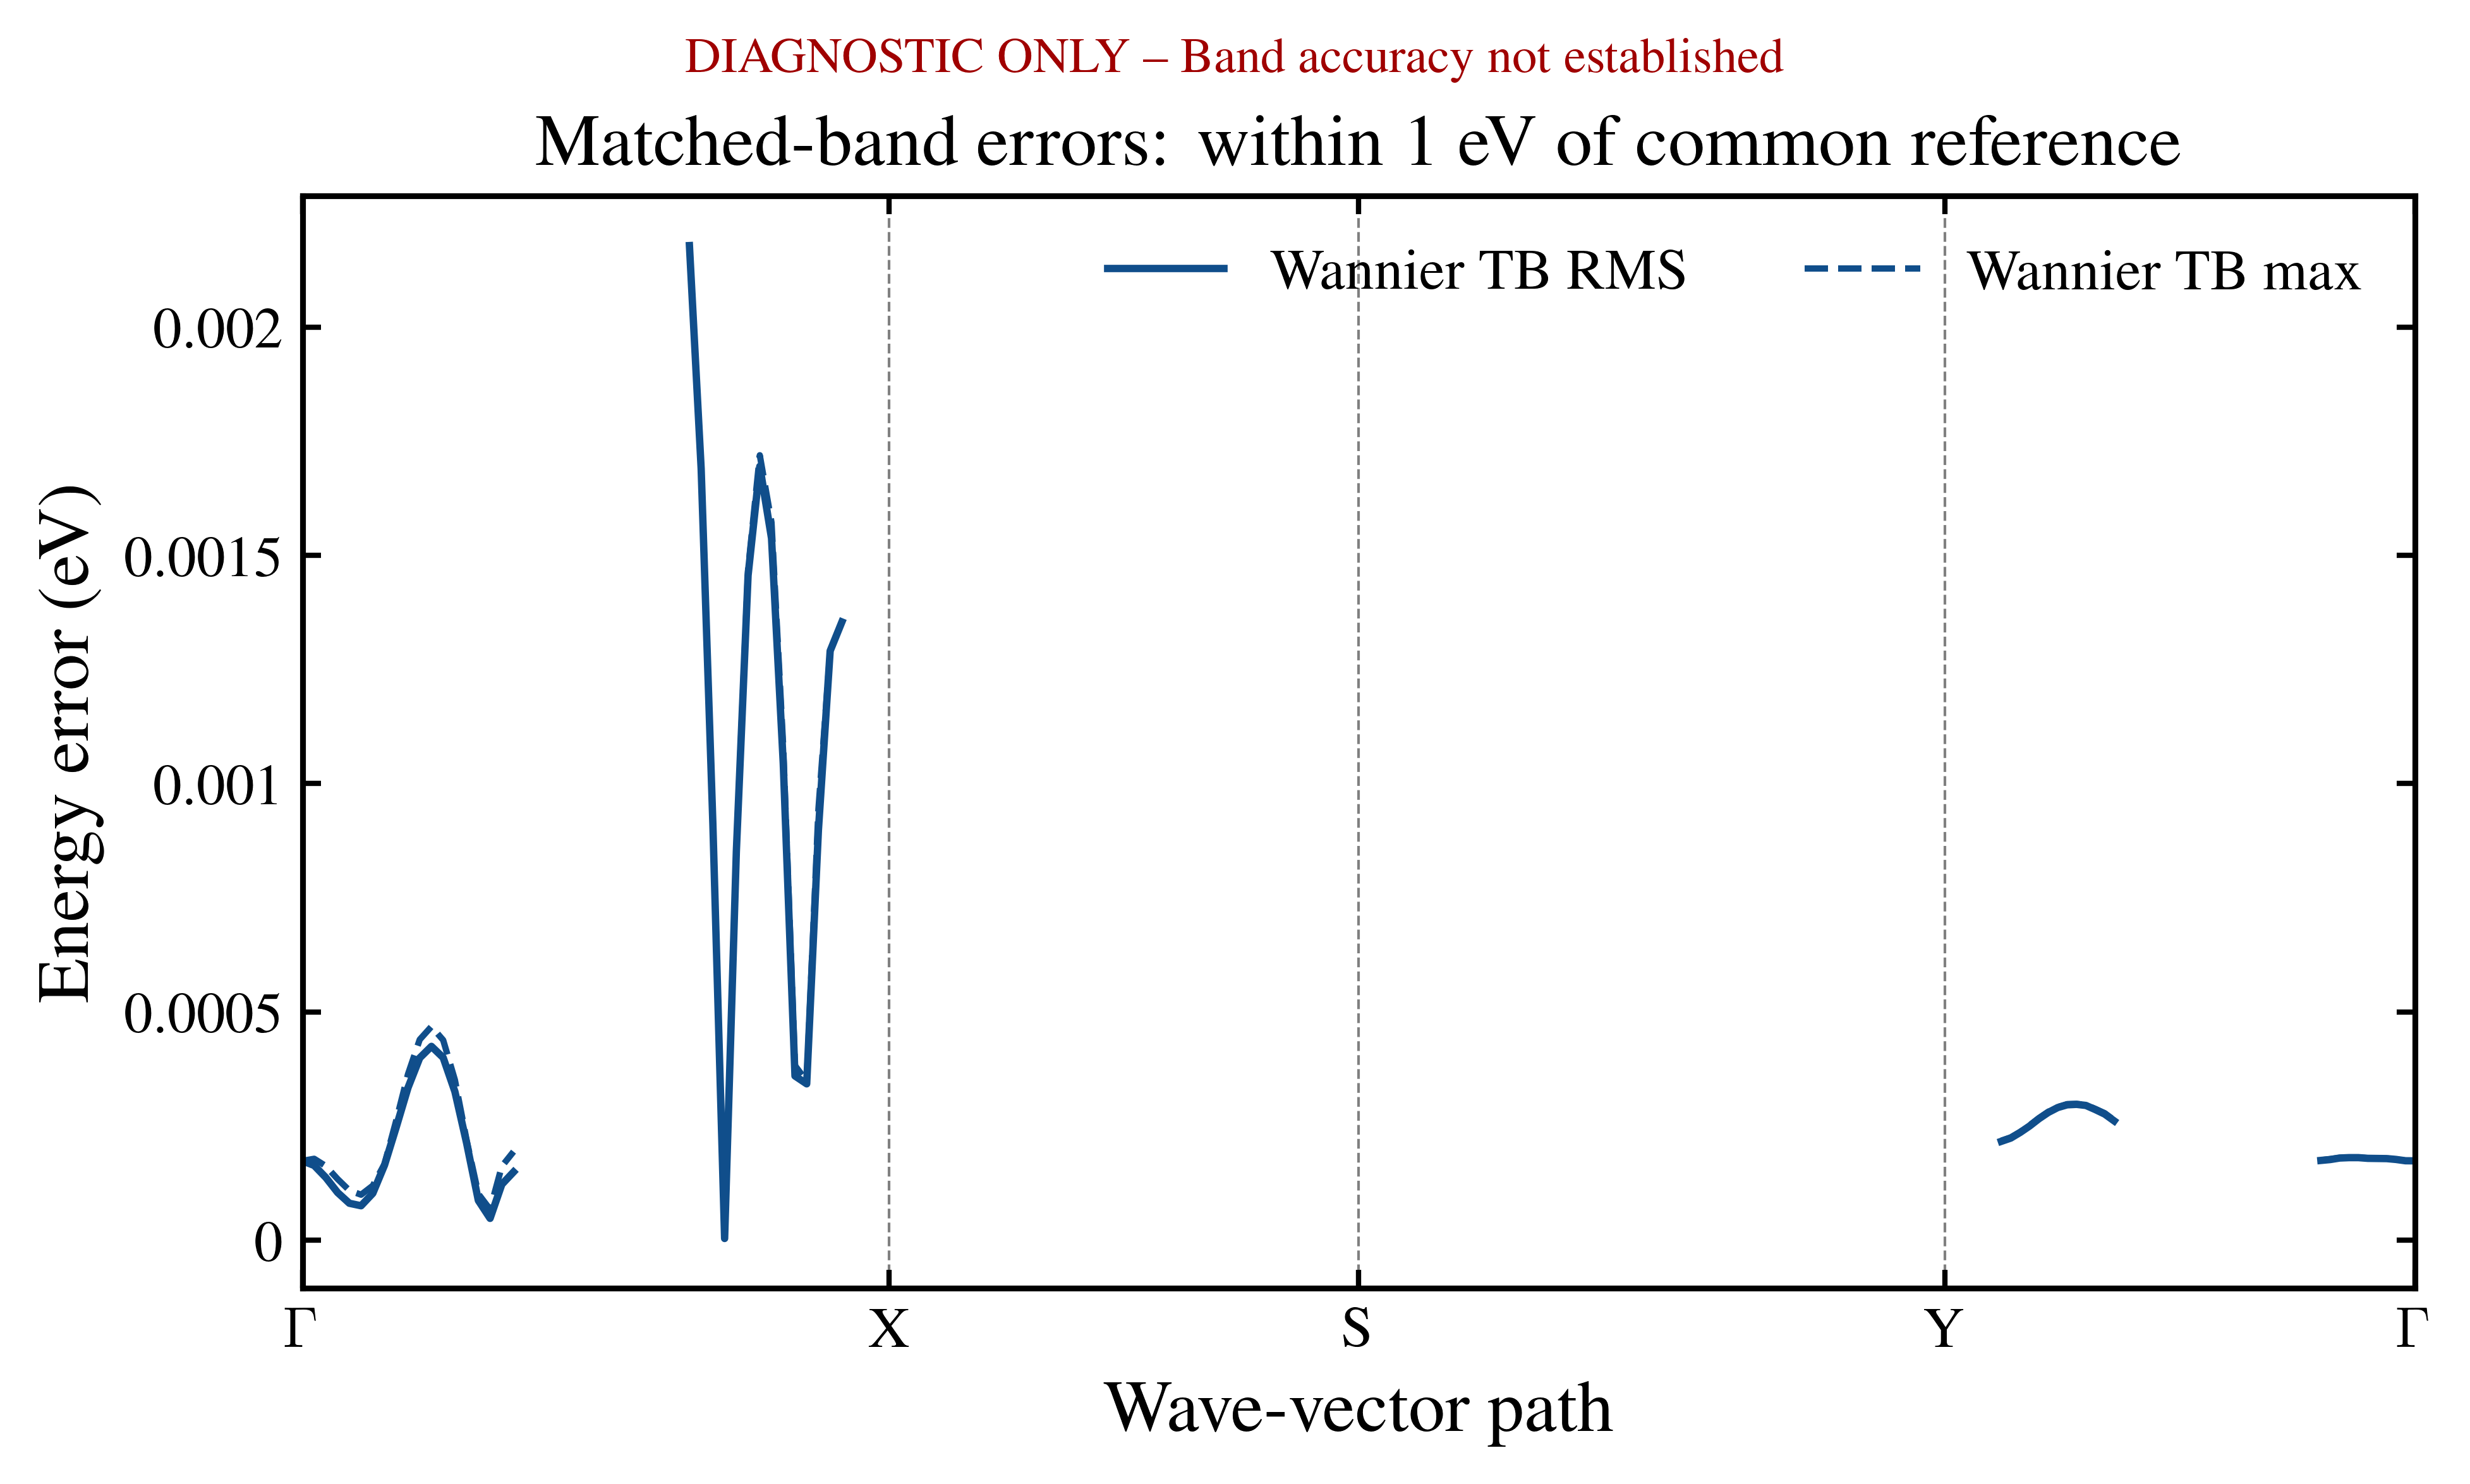 DIAGNOSTIC ONLY – Band accuracy not established
Matched-band errors: within 1 eV of common reference
Wannier TB RMS
Wannier TB max
Energy error (eV)
0.002
0.0015
0.001
0.0005
0
Γ X S Y Γ
Wave-vector path